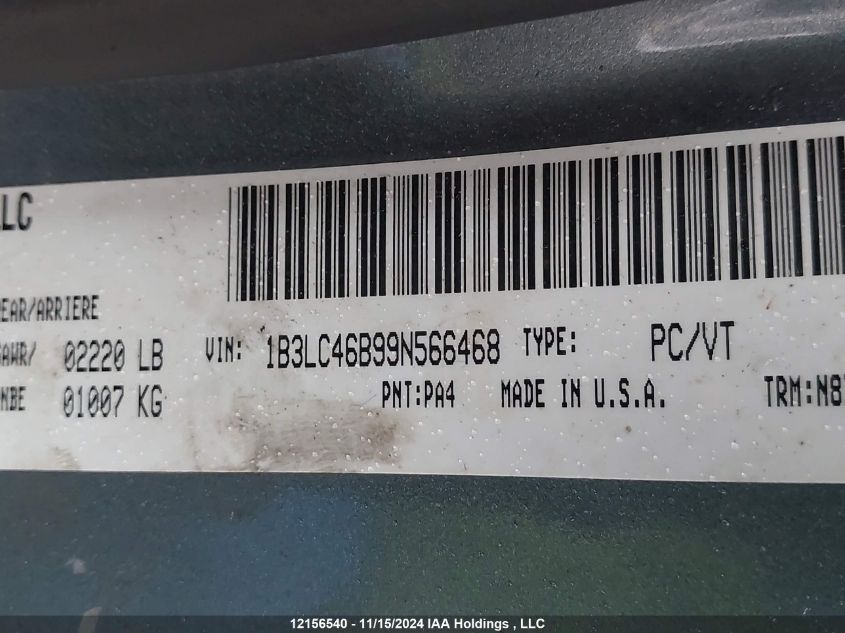 LC
EAR/ARRIERE
GAWR/ 02220 LB
VIN: 1B3LC46B99N566468 TYPE: PC/VT
NBE 01007 KG
PNT:PA4 MADE IN U.S.A. TRM:N8
12156540 - 11/15/2024 IAA Holdings , LLC